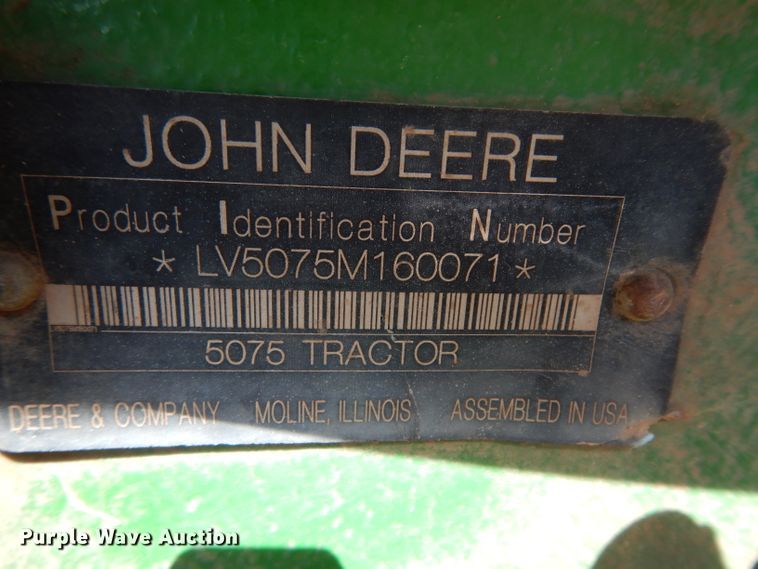 JOHN DEERE
Product Identification Number
* LV5075M160071 *
5075 TRACTOR
DEERE & COMPANY MOLINE, ILLINOIS ASSEMBLED IN USA
Purple Wave Auction